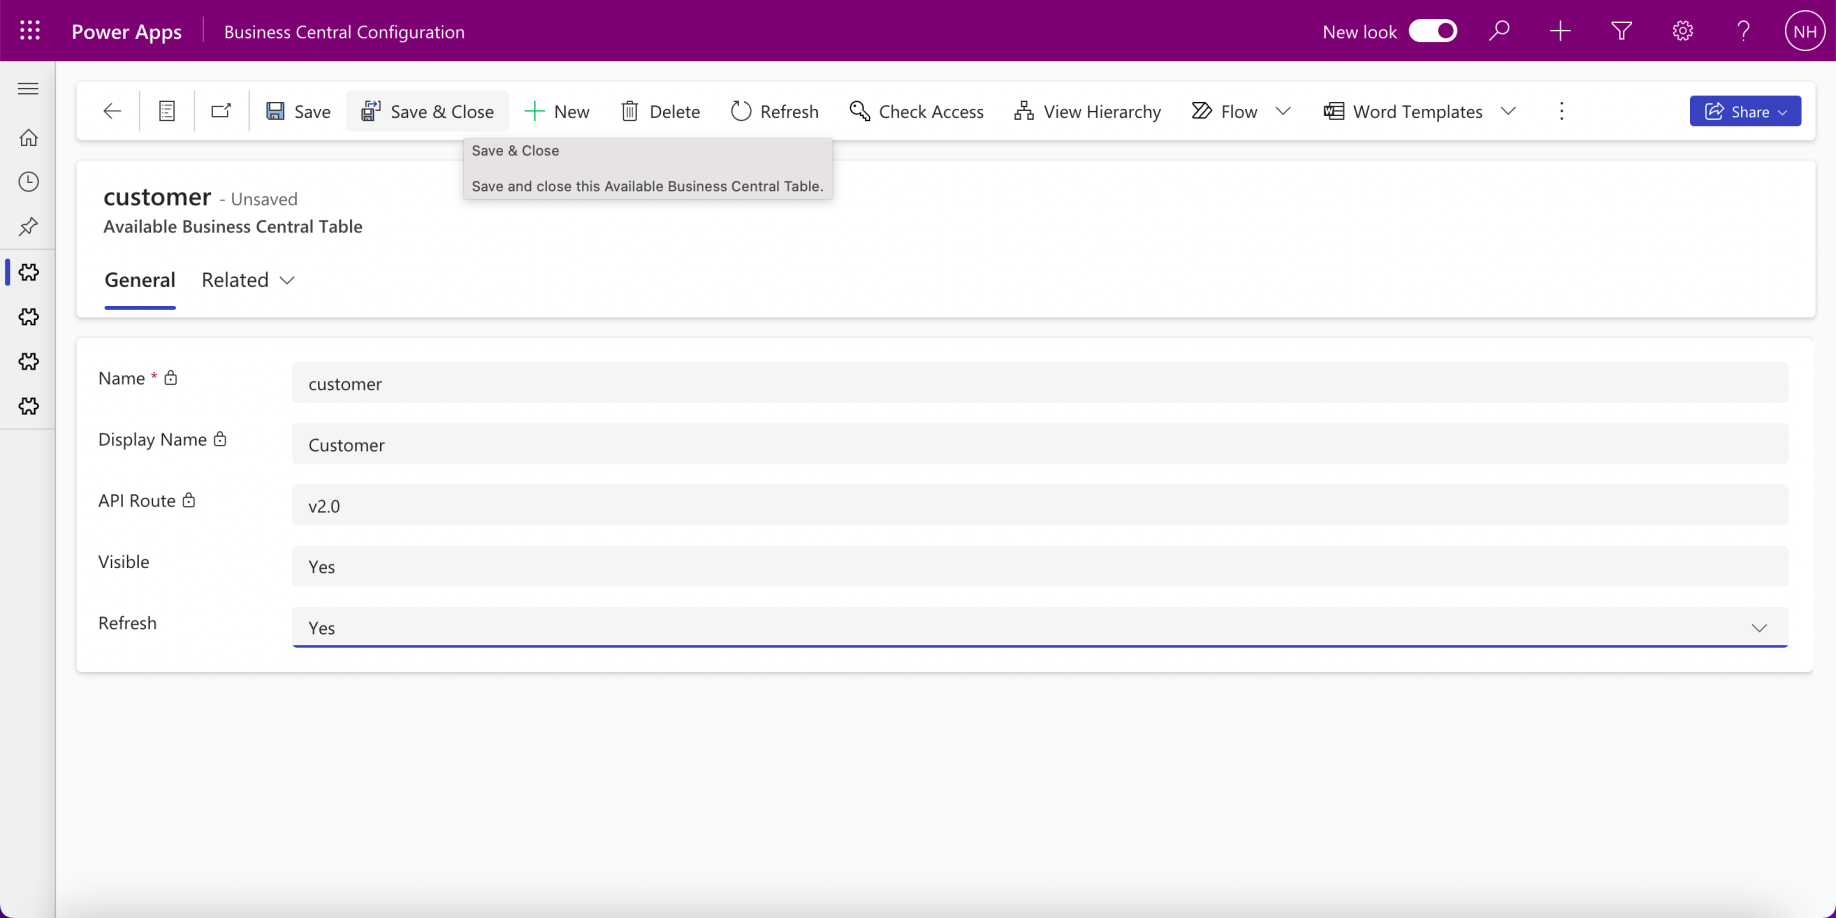 Power Apps Business Central Configuration New look NH
Save Save & Close New Delete Refresh Check Access View Hierarchy Flow Word Templates Share
Save & Close
Save and close this Available Business Central Table.
customer - Unsaved
Available Business Central Table
General Related
Name * customer
Display Name Customer
API Route v2.0
Visible Yes
Refresh Yes